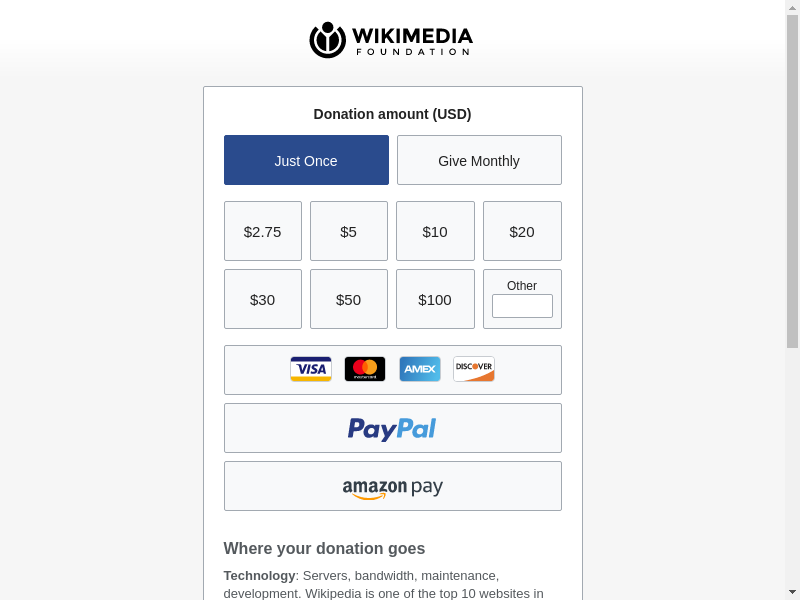 WIKIMEDIA
FOUNDATION
Donation amount (USD)
Just Once
Give Monthly
$2.75
$5
$10
$20
$30
$50
$100
Other
VISA
mastercard
AMEX
DISCOVER
PayPal
amazon pay
Where your donation goes
Technology: Servers, bandwidth, maintenance,
development. Wikipedia is one of the top 10 websites in